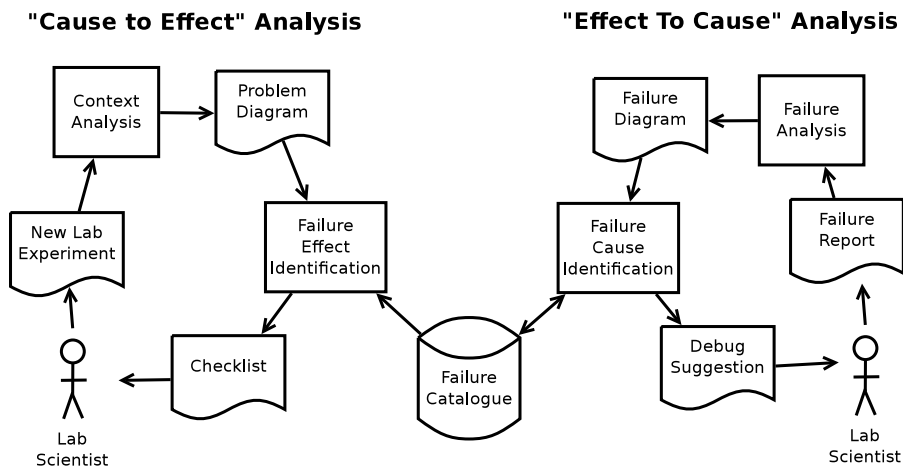 "Cause to Effect" Analysis
"Effect To Cause" Analysis
Context
Analysis
Problem
Diagram
New Lab
Experiment
Failure
Effect
Identification
Checklist
Lab
Scientist
Failure
Catalogue
Failure
Diagram
Failure
Analysis
Failure
Cause
Identification
Failure
Report
Debug
Suggestion
Lab
Scientist